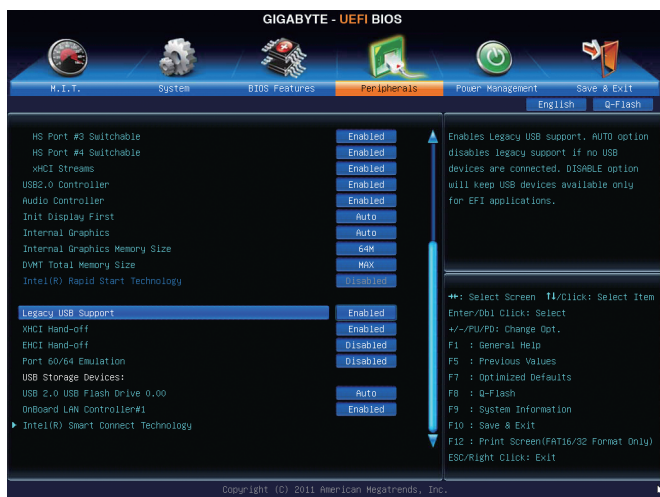 GIGABYTE - UEFI BIOS
M.I.T.
System
BIOS Features
Peripherals
Power Management
Save & Exit
English
Q-Flash
HS Port #3 Switchable Enabled
HS Port #4 Switchable Enabled
xHCI Streams Enabled
USB2.0 Controller Enabled
Audio Controller Enabled
Init Display First Auto
Internal Graphics Auto
Internal Graphics Memory Size 64M
DVMT Total Memory Size MAX
Intel(R) Rapid Start Technology Disabled
Legacy USB Support Enabled
XHCI Hand-off Enabled
EHCI Hand-off Disabled
Port 60/64 Emulation Disabled
USB Storage Devices:
USB 2.0 USB Flash Drive 0.00 Auto
OnBoard LAN Controller#1 Enabled
Intel(R) Smart Connect Technology
Enables Legacy USB support. AUTO option
disables legacy support if no USB
devices are connected. DISABLE option
will keep USB devices available only
for EFI applications.
→←: Select Screen ↑↓/Click: Select Item
Enter/Dbl Click: Select
+/-/PU/PD: Change Opt.
F1 : General Help
F5 : Previous Values
F7 : Optimized Defaults
F8 : Q-Flash
F9 : System Information
F10 : Save & Exit
F12 : Print Screen(FAT16/32 Format Only)
ESC/Right Click: Exit
Copyright (C) 2011 American Megatrends, Inc.